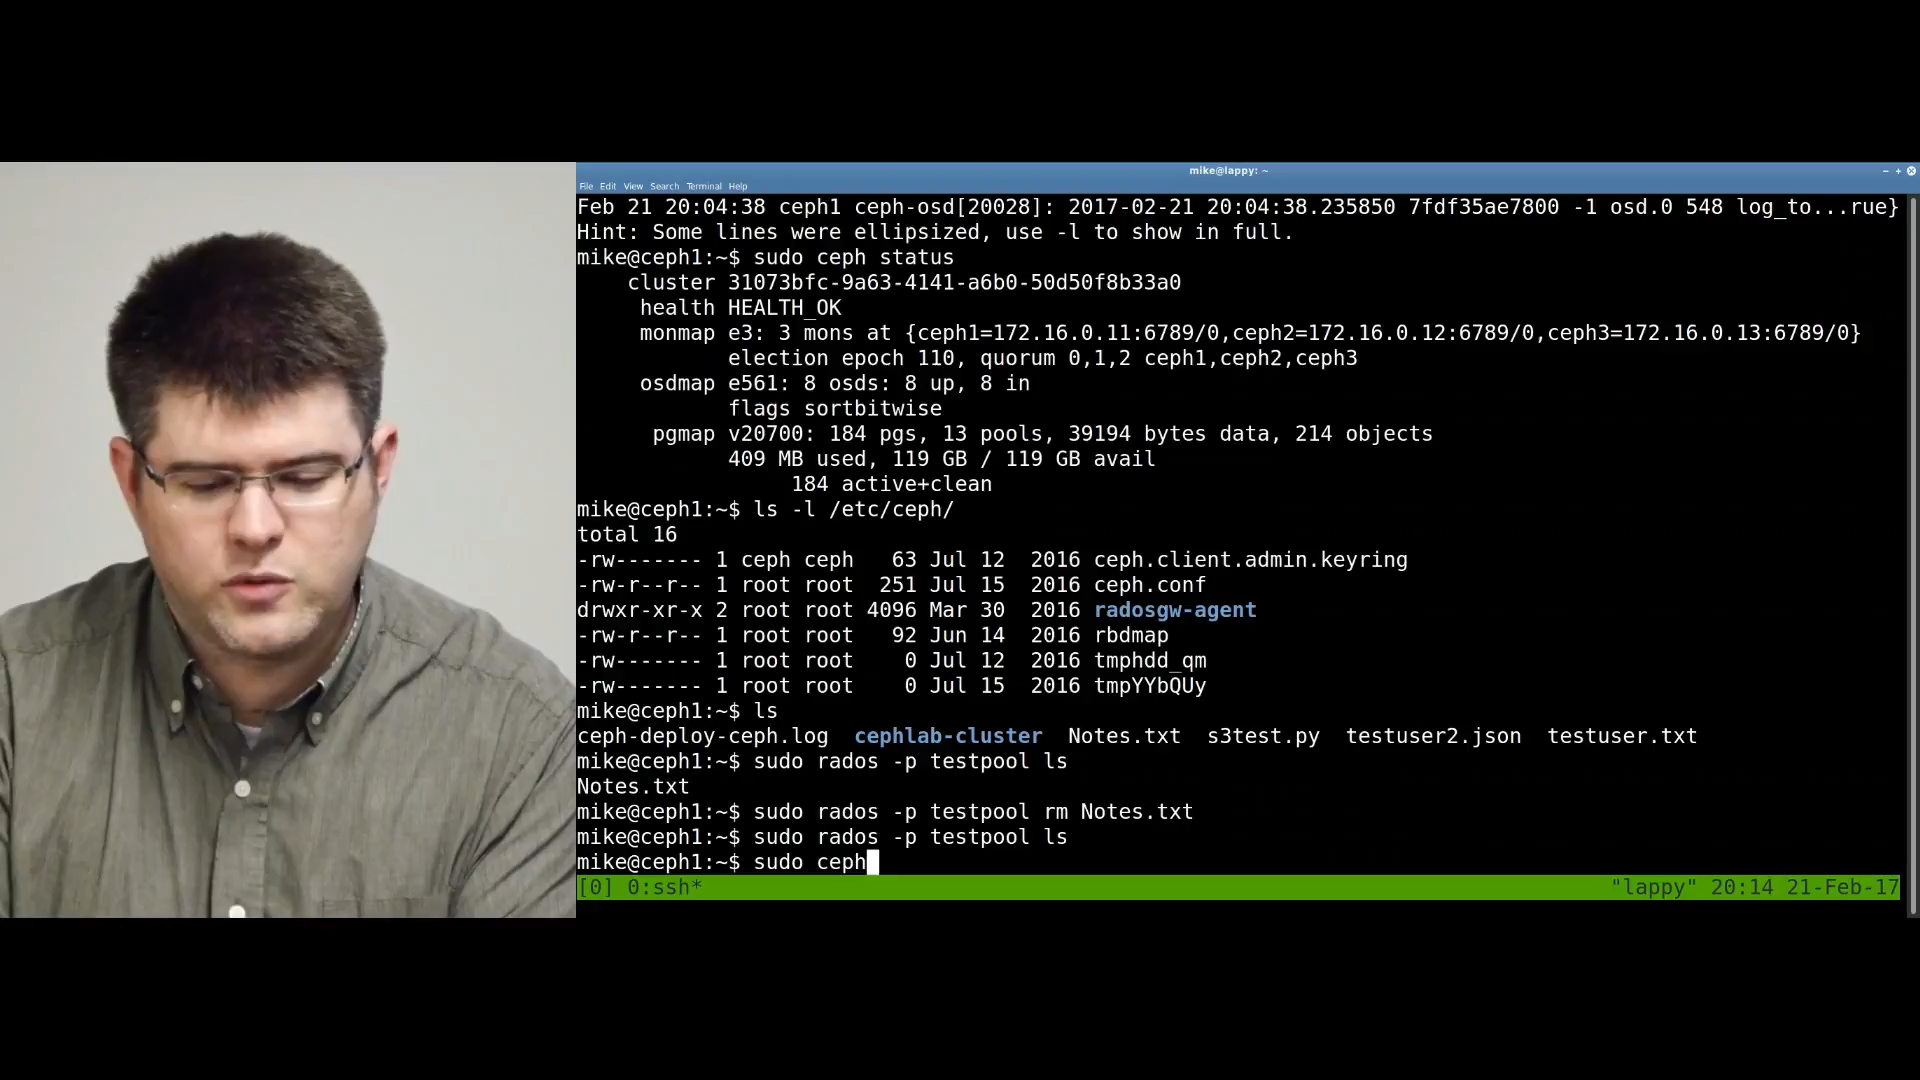 mike@lappy: ~
File Edit View Search Terminal Help
Feb 21 20:04:38 ceph1 ceph-osd[20028]: 2017-02-21 20:04:38.235850 7fdf35ae7800 -1 osd.0 548 log_to...rue}
Hint: Some lines were ellipsized, use -l to show in full.
mike@ceph1:~$ sudo ceph status
cluster 31073bfc-9a63-4141-a6b0-50d50f8b33a0
health HEALTH_OK
monmap e3: 3 mons at {ceph1=172.16.0.11:6789/0,ceph2=172.16.0.12:6789/0,ceph3=172.16.0.13:6789/0}
election epoch 110, quorum 0,1,2 ceph1,ceph2,ceph3
osdmap e561: 8 osds: 8 up, 8 in
flags sortbitwise
pgmap v20700: 184 pgs, 13 pools, 39194 bytes data, 214 objects
409 MB used, 119 GB / 119 GB avail
184 active+clean
mike@ceph1:~$ ls -l /etc/ceph/
total 16
-rw------- 1 ceph ceph 63 Jul 12 2016 ceph.client.admin.keyring
-rw-r--r-- 1 root root 251 Jul 15 2016 ceph.conf
drwxr-xr-x 2 root root 4096 Mar 30 2016 radosgw-agent
-rw-r--r-- 1 root root 92 Jun 14 2016 rbdmap
-rw------- 1 root root 0 Jul 12 2016 tmphdd_qm
-rw------- 1 root root 0 Jul 15 2016 tmpYYbQUy
mike@ceph1:~$ ls
ceph-deploy-ceph.log cephlab-cluster Notes.txt s3test.py testuser2.json testuser.txt
mike@ceph1:~$ sudo rados -p testpool ls
Notes.txt
mike@ceph1:~$ sudo rados -p testpool rm Notes.txt
mike@ceph1:~$ sudo rados -p testpool ls
mike@ceph1:~$ sudo ceph
[0] 0:ssh* "lappy" 20:14 21-Feb-17